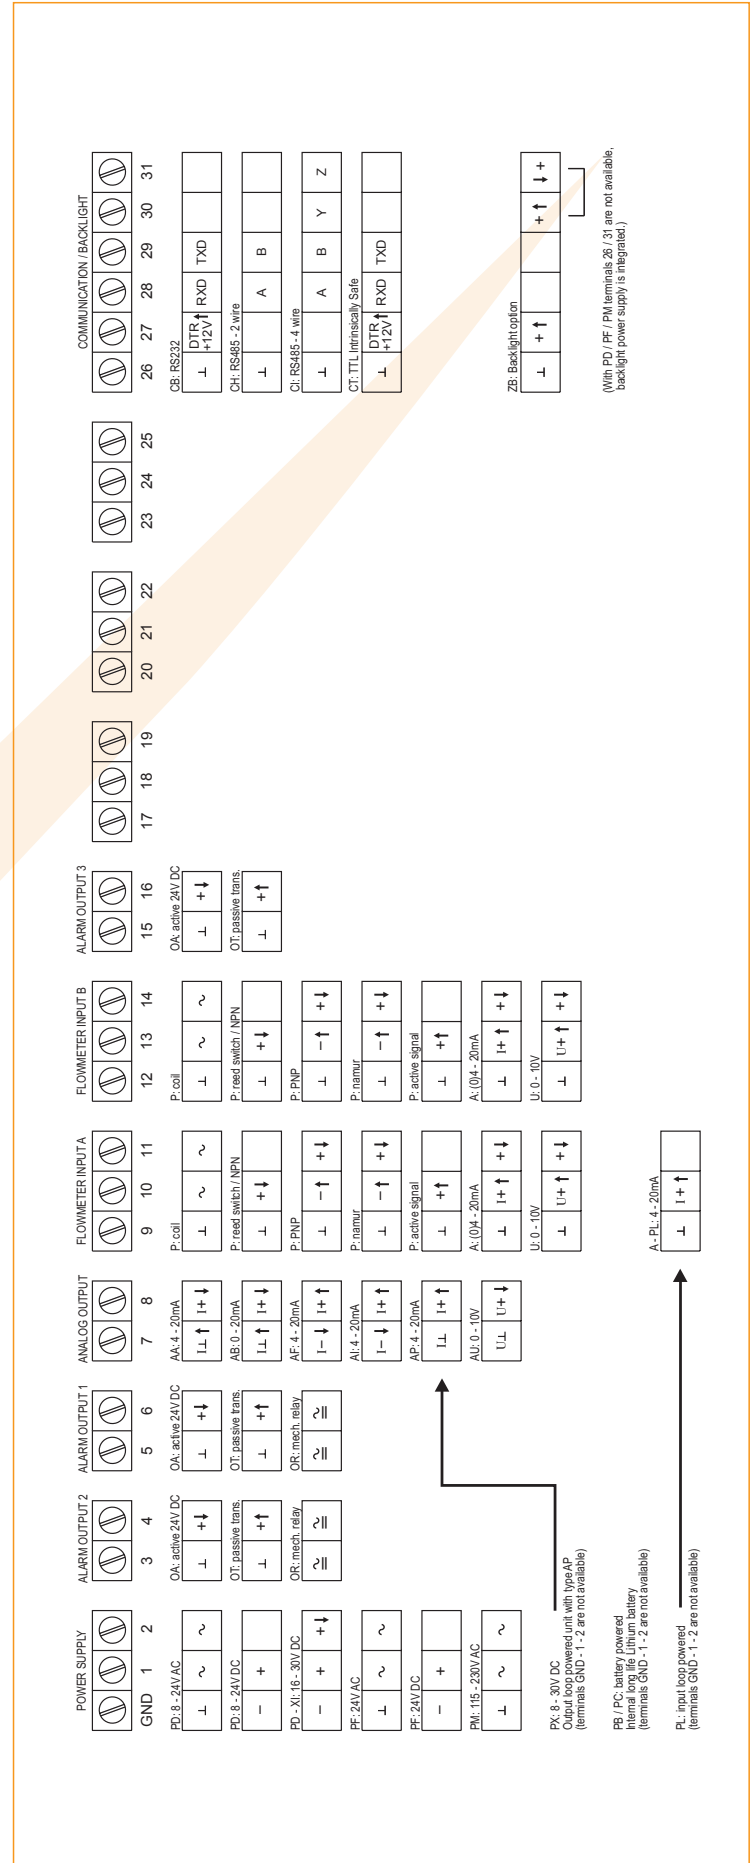 POWER SUPPLY
GND 1 2
PD: 8 - 24V AC
⊥ ~ ~
PD: 8 - 24V DC
− +
PD - XI: 16 - 30V DC
− + +↓
PF: 24V AC
⊥ ~ ~
PF: 24V DC
− +
PM: 115 - 230V AC
⊥ ~ ~
PX: 8 - 30V DC
Output loop powered unit with type AP
(terminals GND - 1 - 2 are not available)
PB / PC: battery powered
Internal long life Lithium battery
(terminals GND - 1 - 2 are not available)
PL: input loop powered
(terminals GND - 1 - 2 are not available)
ALARM OUTPUT 2
3 4
OA: active 24V DC
⊥ +↓
OT: passive trans.
⊥ +↑
OR: mech. relay
≂ ≂
ALARM OUTPUT 1
5 6
OA: active 24V DC
⊥ +↓
OT: passive trans.
⊥ +↑
OR: mech. relay
≂ ≂
ANALOG OUTPUT
7 8
AA: 4 - 20mA
I⊥↑ I+↓
AB: 0 - 20mA
I⊥↑ I+↓
AF: 4 - 20mA
I−↓ I+↑
AI: 4 - 20mA
I−↓ I+↑
AP: 4 - 20mA
I⊥ I+↑
AU: 0 - 10V
U⊥ U+↓
FLOWMETER INPUT A
9 10 11
P: coil
⊥ ~ ~
P: reed switch / NPN
⊥ +↓
P: PNP
⊥ −↑ +↓
P: namur
⊥ −↑ +↓
P: active signal
⊥ +↑
A: (0)4 - 20mA
⊥ I+↑ +↓
U: 0 - 10V
⊥ U+↑ +↓
A - PL: 4 - 20mA
⊥ I+↑
FLOWMETER INPUT B
12 13 14
P: coil
⊥ ~ ~
P: reed switch / NPN
⊥ +↓
P: PNP
⊥ −↑ +↓
P: namur
⊥ −↑ +↓
P: active signal
⊥ +↑
A: (0)4 - 20mA
⊥ I+↑ +↓
U: 0 - 10V
⊥ U+↑ +↓
ALARM OUTPUT 3
15 16
OA: active 24V DC
⊥ +↓
OT: passive trans.
⊥ +↑
17 18 19
20 21 22
23 24 25
COMMUNICATION / BACKLIGHT
26 27 28 29 30 31
CB: RS232
⊥ DTR +12V↑ RXD TXD
CH: RS485 - 2 wire
⊥ A B
CI: RS485 - 4 wire
⊥ A B Y Z
CT: TTL Intrinsically Safe
⊥ DTR +12V↑ RXD TXD
ZB: Backlight option
⊥ +↑ +↑ ↓+
(With PD / PF / PM terminals 26 / 31 are not available,
backlight power supply is integrated.)